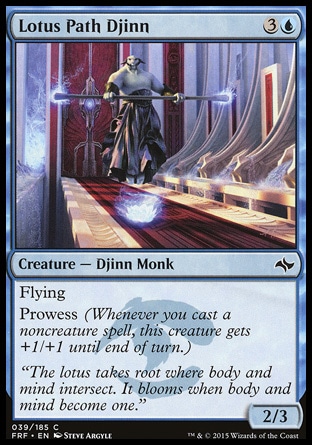 Lotus Path Djinn 3
Creature — Djinn Monk
Flying
Prowess (Whenever you cast a
noncreature spell, this creature gets
+1/+1 until end of turn.)
“The lotus takes root where body and
mind intersect. It blooms when body and
mind become one.”
2/3
039/185 C
FRF • EN Steve Argyle
™ & © 2015 Wizards of the Coast